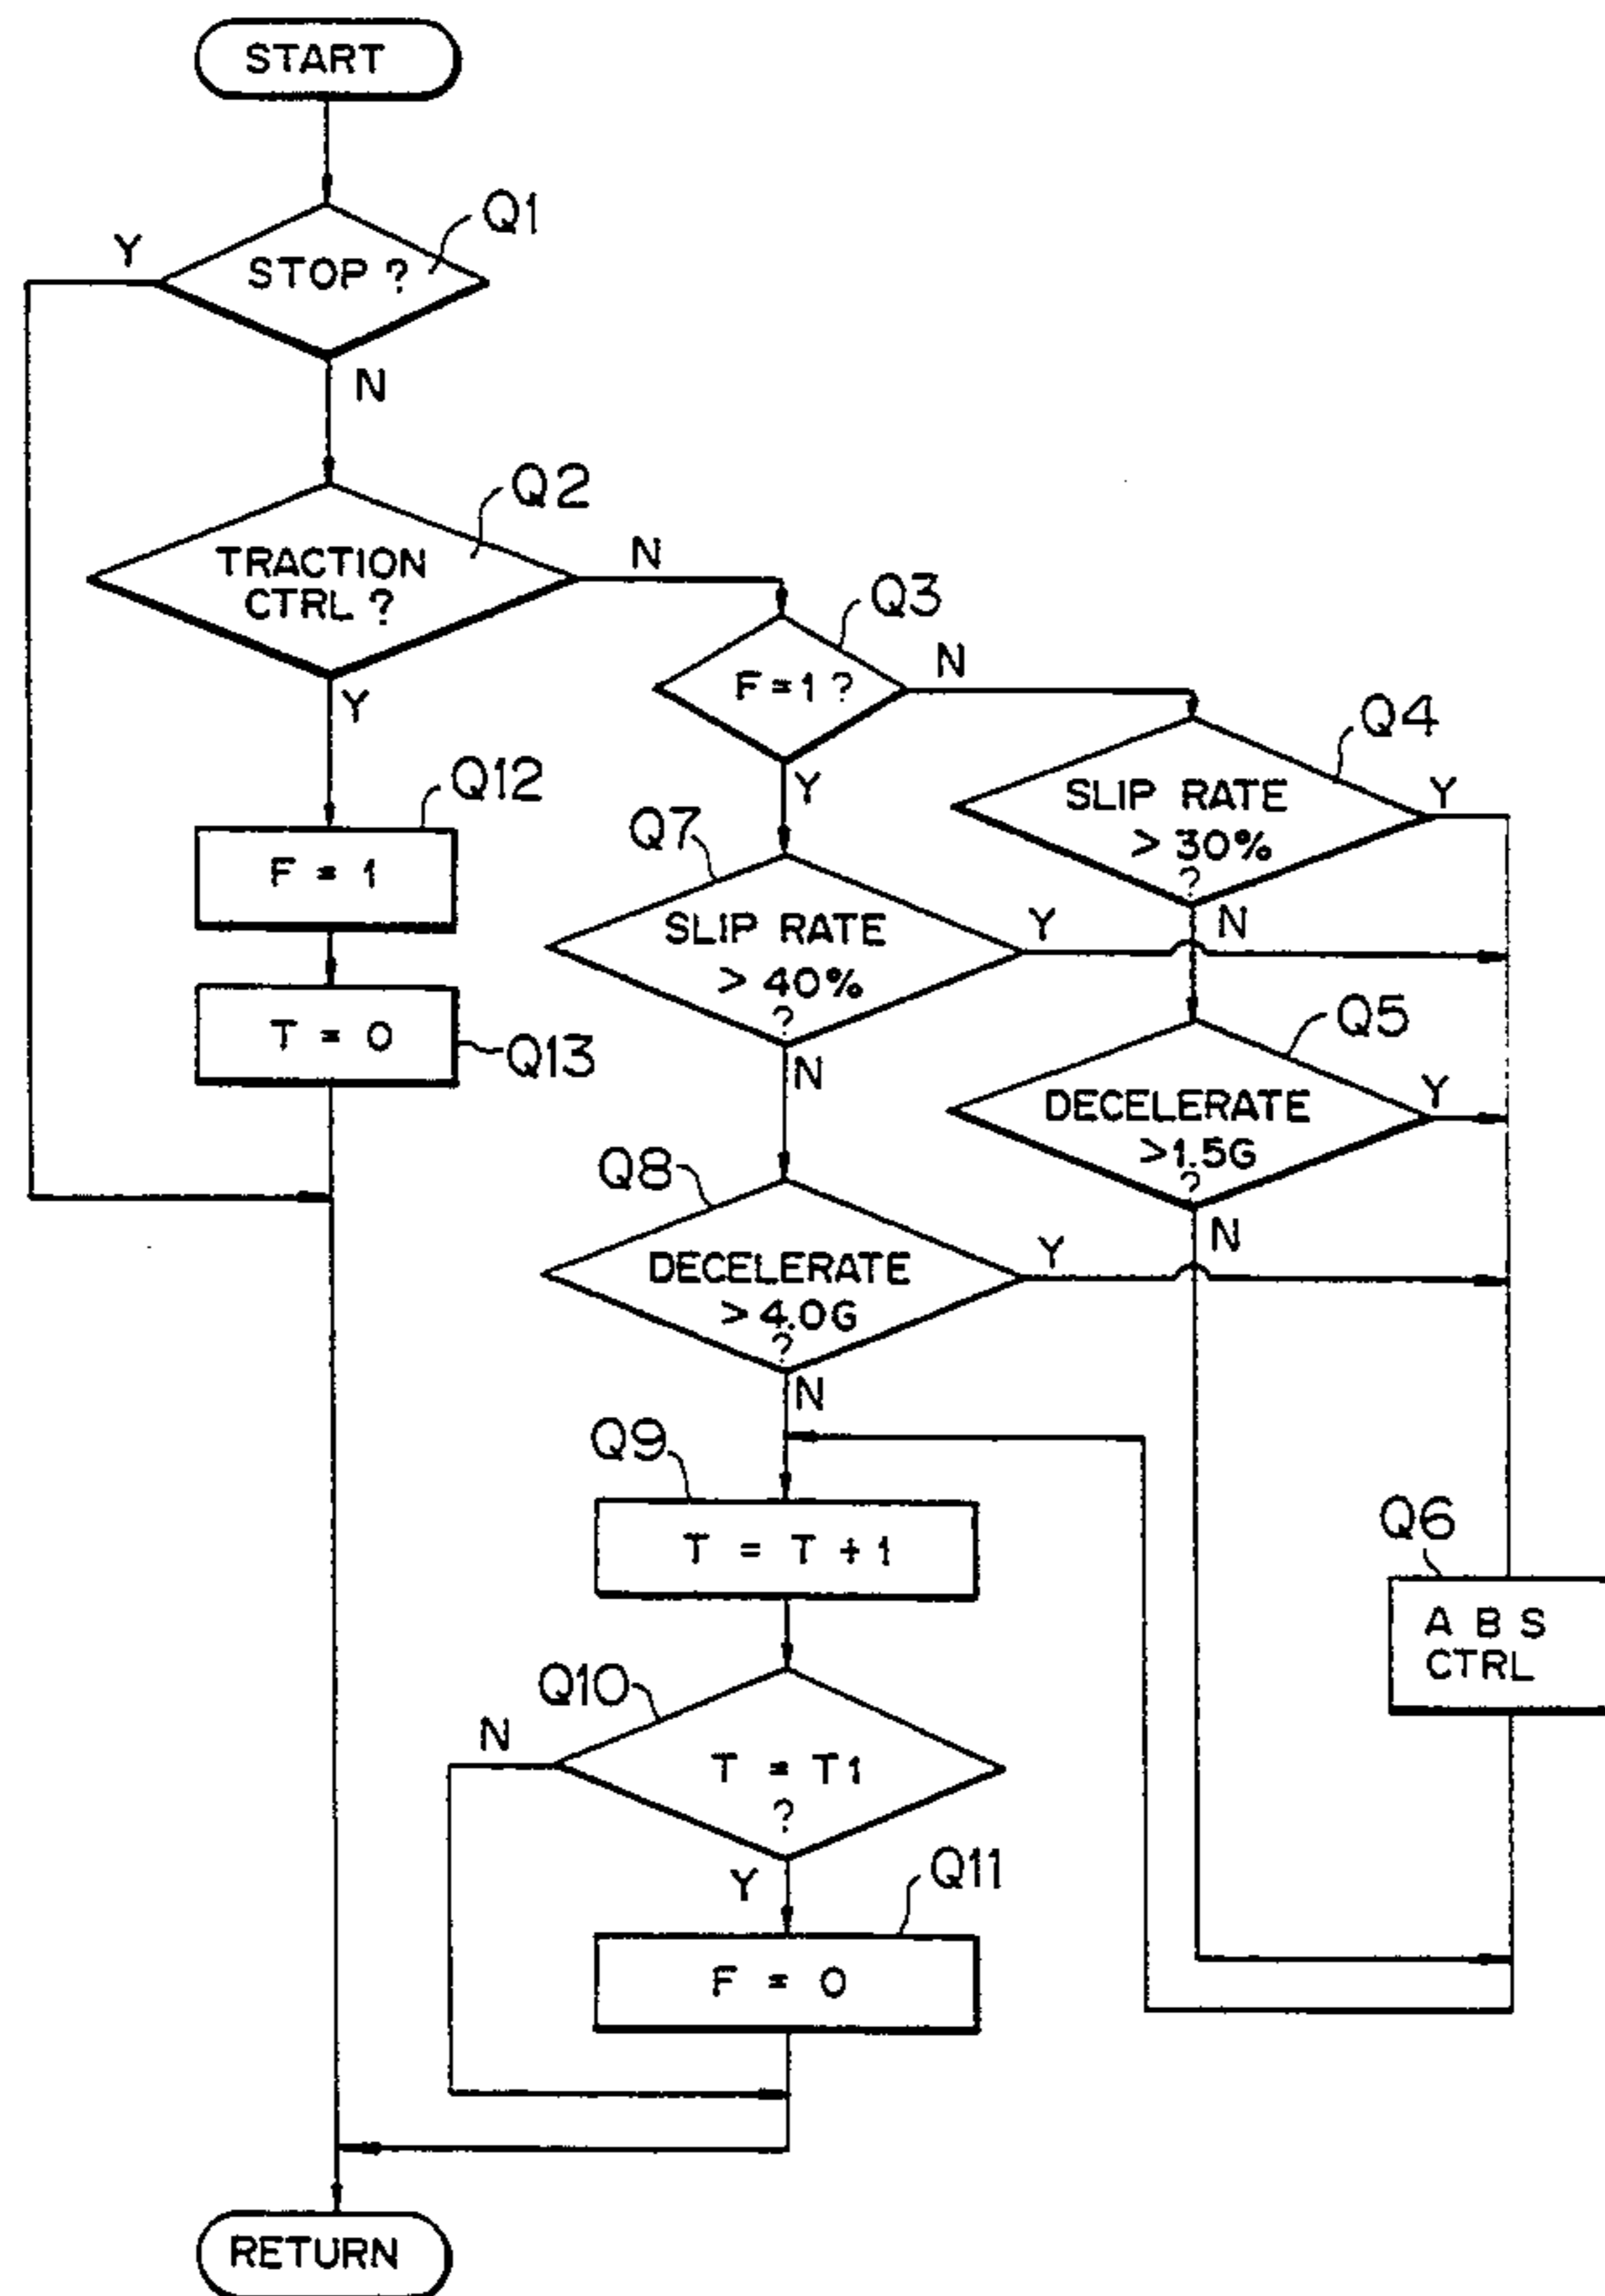 START
Q1
Y
STOP ?
N
Q2
TRACTION
CTRL ?
N
Y
Q3
F = 1 ?
N
Y
Q4
SLIP RATE
> 30%
?
Y
N
Q12
F = 1
Q7
SLIP RATE
> 40%
?
Y
N
T = 0
Q13
Q5
DECELERATE
>1.5G
?
Y
N
Q8
DECELERATE
> 4.0G
?
Y
N
Q9
T = T + 1
Q6
A B S
CTRL
Q10
N
T = T1
?
Y
Q11
F = 0
RETURN